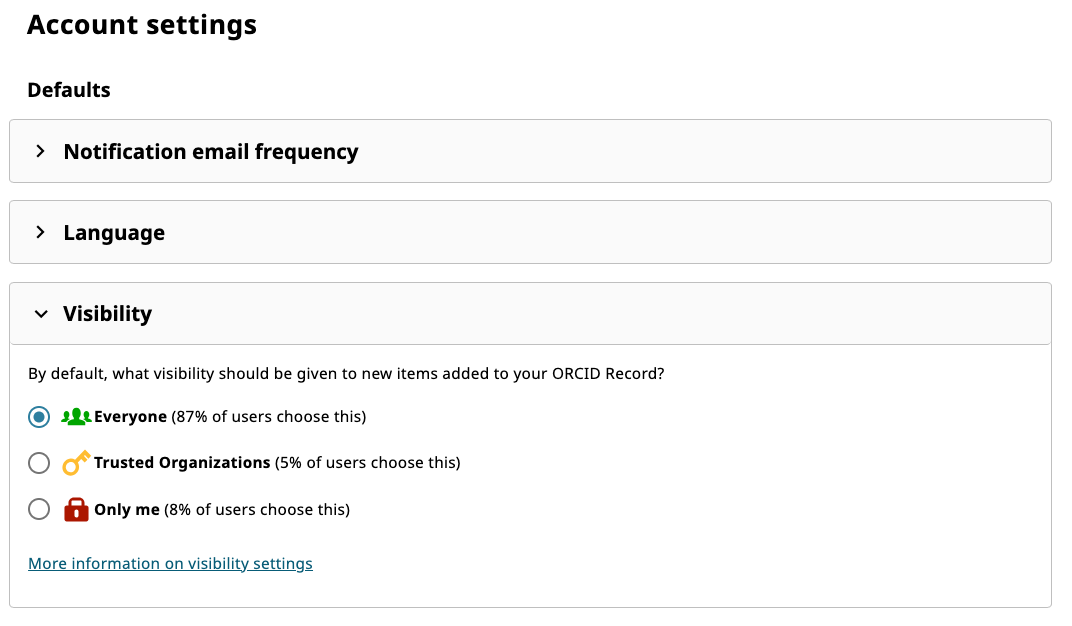 Account settings
Defaults
Notification email frequency
Language
Visibility
By default, what visibility should be given to new items added to your ORCID Record?
Everyone (87% of users choose this)
Trusted Organizations (5% of users choose this)
Only me (8% of users choose this)
More information on visibility settings